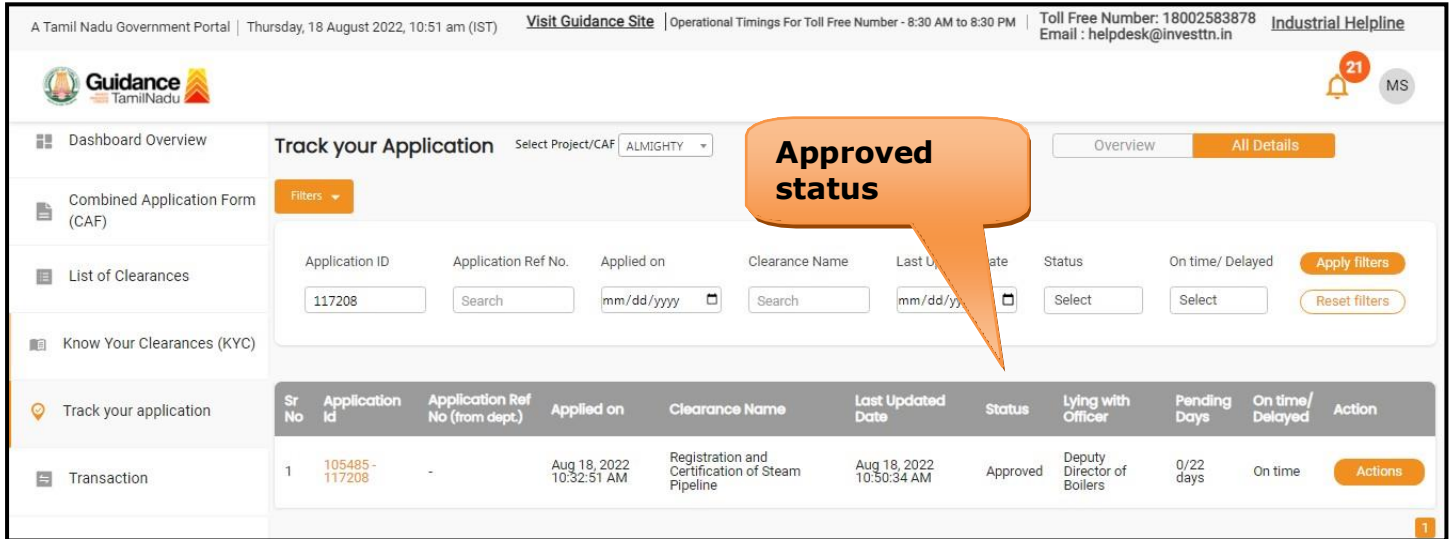 A Tamil Nadu Government Portal | Thursday, 18 August 2022, 10:51 am (IST) Visit Guidance Site | Operational Timings For Toll Free Number - 8:30 AM to 8:30 PM | Toll Free Number: 18002583878 Industrial Helpline
Email : helpdesk@investtn.in
Guidance
TamilNadu
21
MS
Dashboard Overview
Combined Application Form
(CAF)
List of Clearances
Know Your Clearances (KYC)
Track your application
Transaction
Track your Application Select Project/CAF ALMIGHTY
Approved
status
Overview All Details
Filters
Application ID Application Ref No. Applied on Clearance Name Last Status On time/ Delayed Apply filters
117208 Search mm/dd/yyyy Search mm/dd/yy Select Select Reset filters
Sr No Application Id Application Ref No (from dept.) Applied on Clearance Name Last Updated Date Status Lying with Officer Pending Days On time/ Delayed Action
1 105485 - 117208 - Aug 18, 2022 10:32:51 AM Registration and Certification of Steam Pipeline Aug 18, 2022 10:50:34 AM Approved Deputy Director of Boilers 0/22 days On time Actions
1